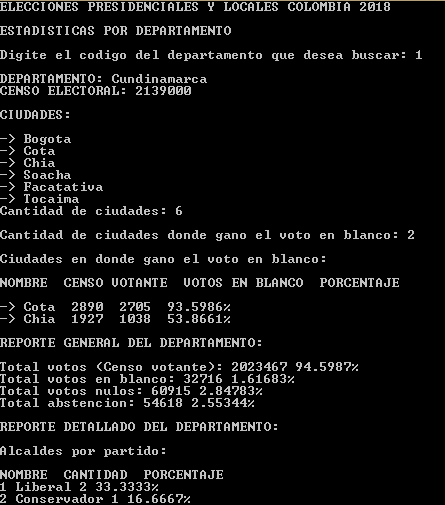 ELECCIONES PRESIDENCIALES Y LOCALES COLOMBIA 2018
ESTADISTICAS POR DEPARTAMENTO
Digite el codigo del departamento que desea buscar: 1
DEPARTAMENTO: Cundinamarca
CENSO ELECTORAL: 2139000
CIUDADES:
-> Bogota
-> Cota
-> Chia
-> Soacha
-> Facatativa
-> Tocaima
Cantidad de ciudades: 6
Cantidad de ciudades donde gano el voto en blanco: 2
Ciudades en donde gano el voto en blanco:
NOMBRE  CENSO VOTANTE  VOTOS EN BLANCO  PORCENTAJE
-> Cota  2890  2705  93.5986%
-> Chia  1927  1038  53.8661%
REPORTE GENERAL DEL DEPARTAMENTO:
Total votos (Censo votante): 2023467 94.5987%
Total votos en blanco: 32716 1.61683%
Total votos nulos: 60915 2.84783%
Total abstencion: 54618 2.55344%
REPORTE DETALLADO DEL DEPARTAMENTO:
Alcaldes por partido:
NOMBRE  CANTIDAD  PORCENTAJE
1 Liberal 2 33.3333%
2 Conservador 1 16.6667%